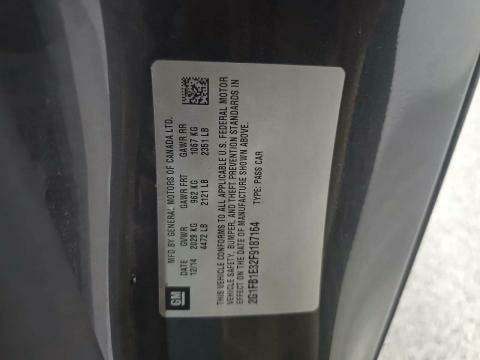 MFD BY GENERAL MOTORS OF CANADA LTD.
DATE GVWR GAWR FRT GAWR RR
12/14 2029 KG 962 KG 1067 KG
4472 LB 2121 LB 2351 LB
THIS VEHICLE CONFORMS TO ALL APPLICABLE U.S. FEDERAL MOTOR
VEHICLE SAFETY, BUMPER, AND THEFT PREVENTION STANDARDS IN
EFFECT ON THE DATE OF MANUFACTURE SHOWN ABOVE.
2G1FB1E32F9187164 TYPE: PASS CAR
GM